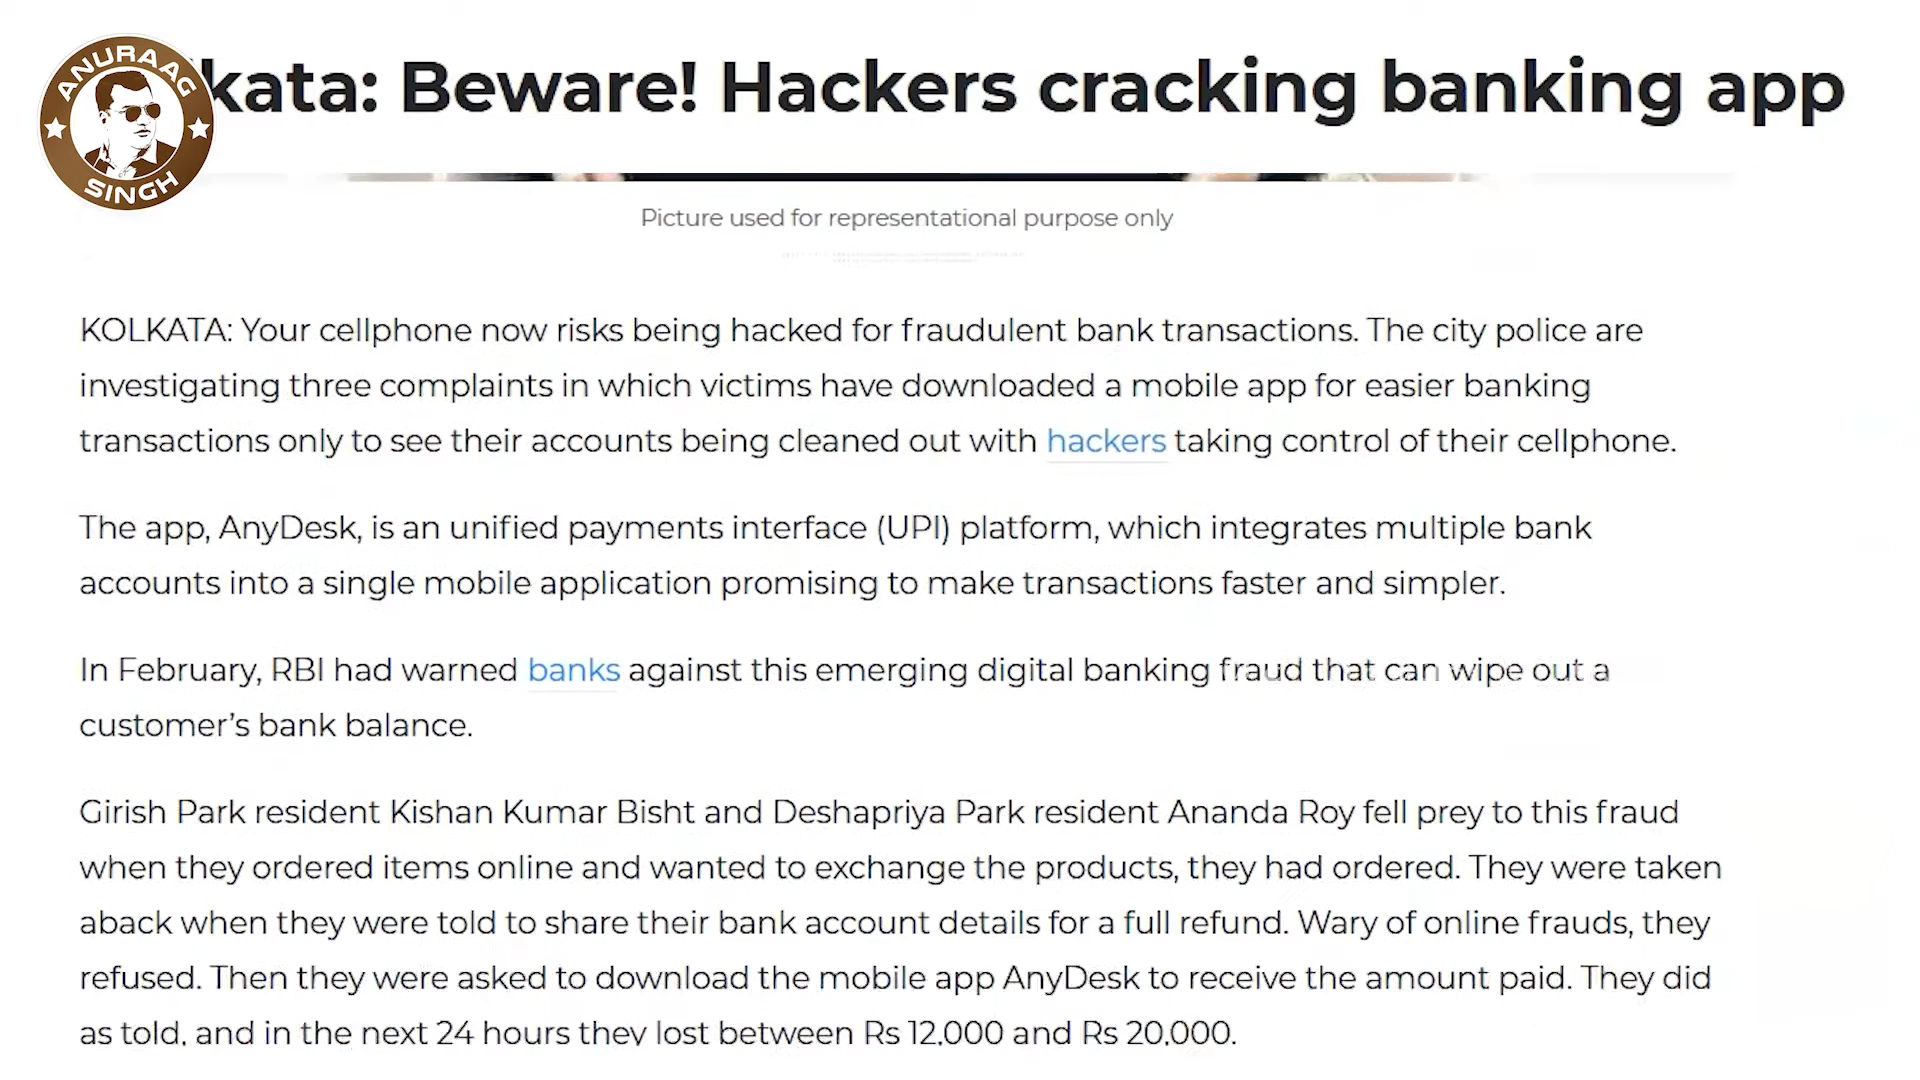 ANURAAG
SINGH
kata: Beware! Hackers cracking banking app
Picture used for representational purpose only
KOLKATA: Your cellphone now risks being hacked for fraudulent bank transactions. The city police are
investigating three complaints in which victims have downloaded a mobile app for easier banking
transactions only to see their accounts being cleaned out with hackers taking control of their cellphone.
The app, AnyDesk, is an unified payments interface (UPI) platform, which integrates multiple bank
accounts into a single mobile application promising to make transactions faster and simpler.
In February, RBI had warned banks against this emerging digital banking fraud that can wipe out a
customer’s bank balance.
Girish Park resident Kishan Kumar Bisht and Deshapriya Park resident Ananda Roy fell prey to this fraud
when they ordered items online and wanted to exchange the products, they had ordered. They were taken
aback when they were told to share their bank account details for a full refund. Wary of online frauds, they
refused. Then they were asked to download the mobile app AnyDesk to receive the amount paid. They did
as told, and in the next 24 hours they lost between Rs 12,000 and Rs 20,000.